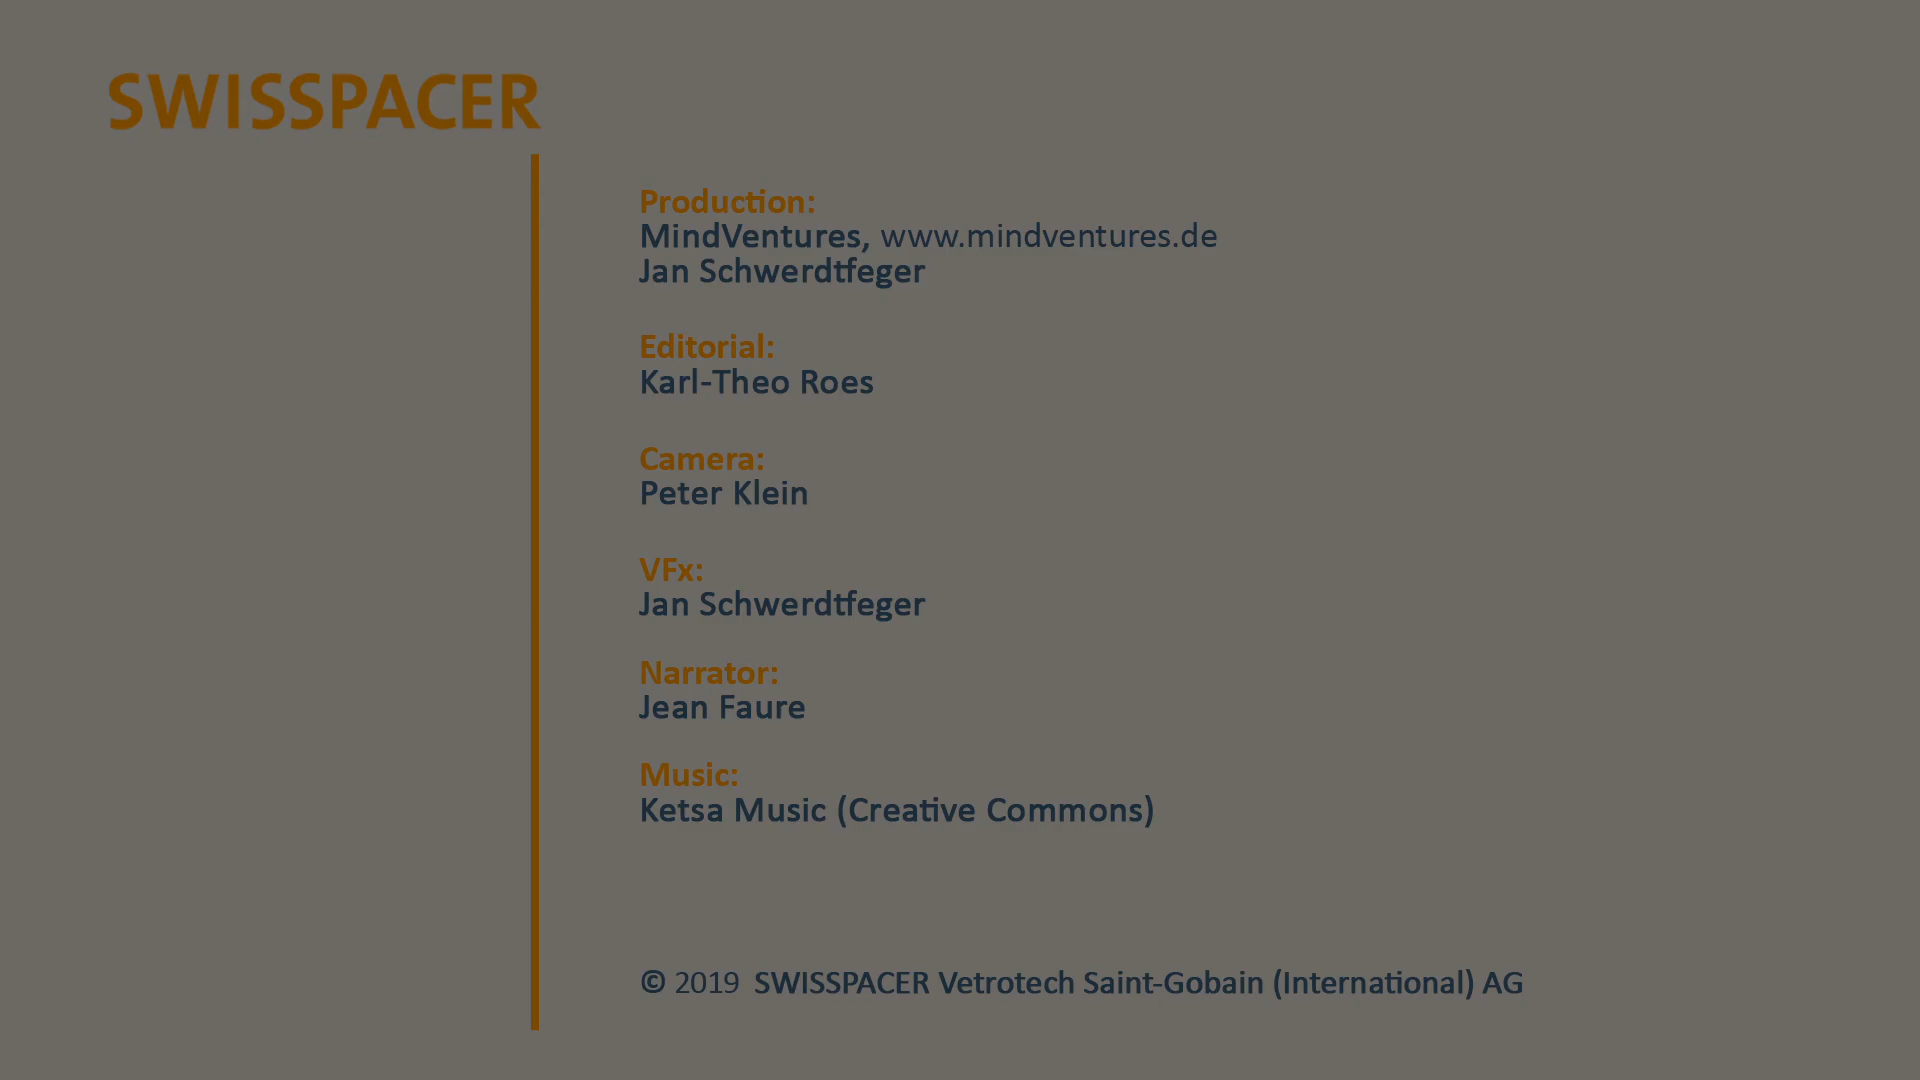 SWISSPACER
Production:
MindVentures, www.mindventures.de
Jan Schwerdtfeger
Editorial:
Karl-Theo Roes
Camera:
Peter Klein
VFx:
Jan Schwerdtfeger
Narrator:
Jean Faure
Music:
Ketsa Music (Creative Commons)
© 2019 SWISSPACER Vetrotech Saint-Gobain (International) AG